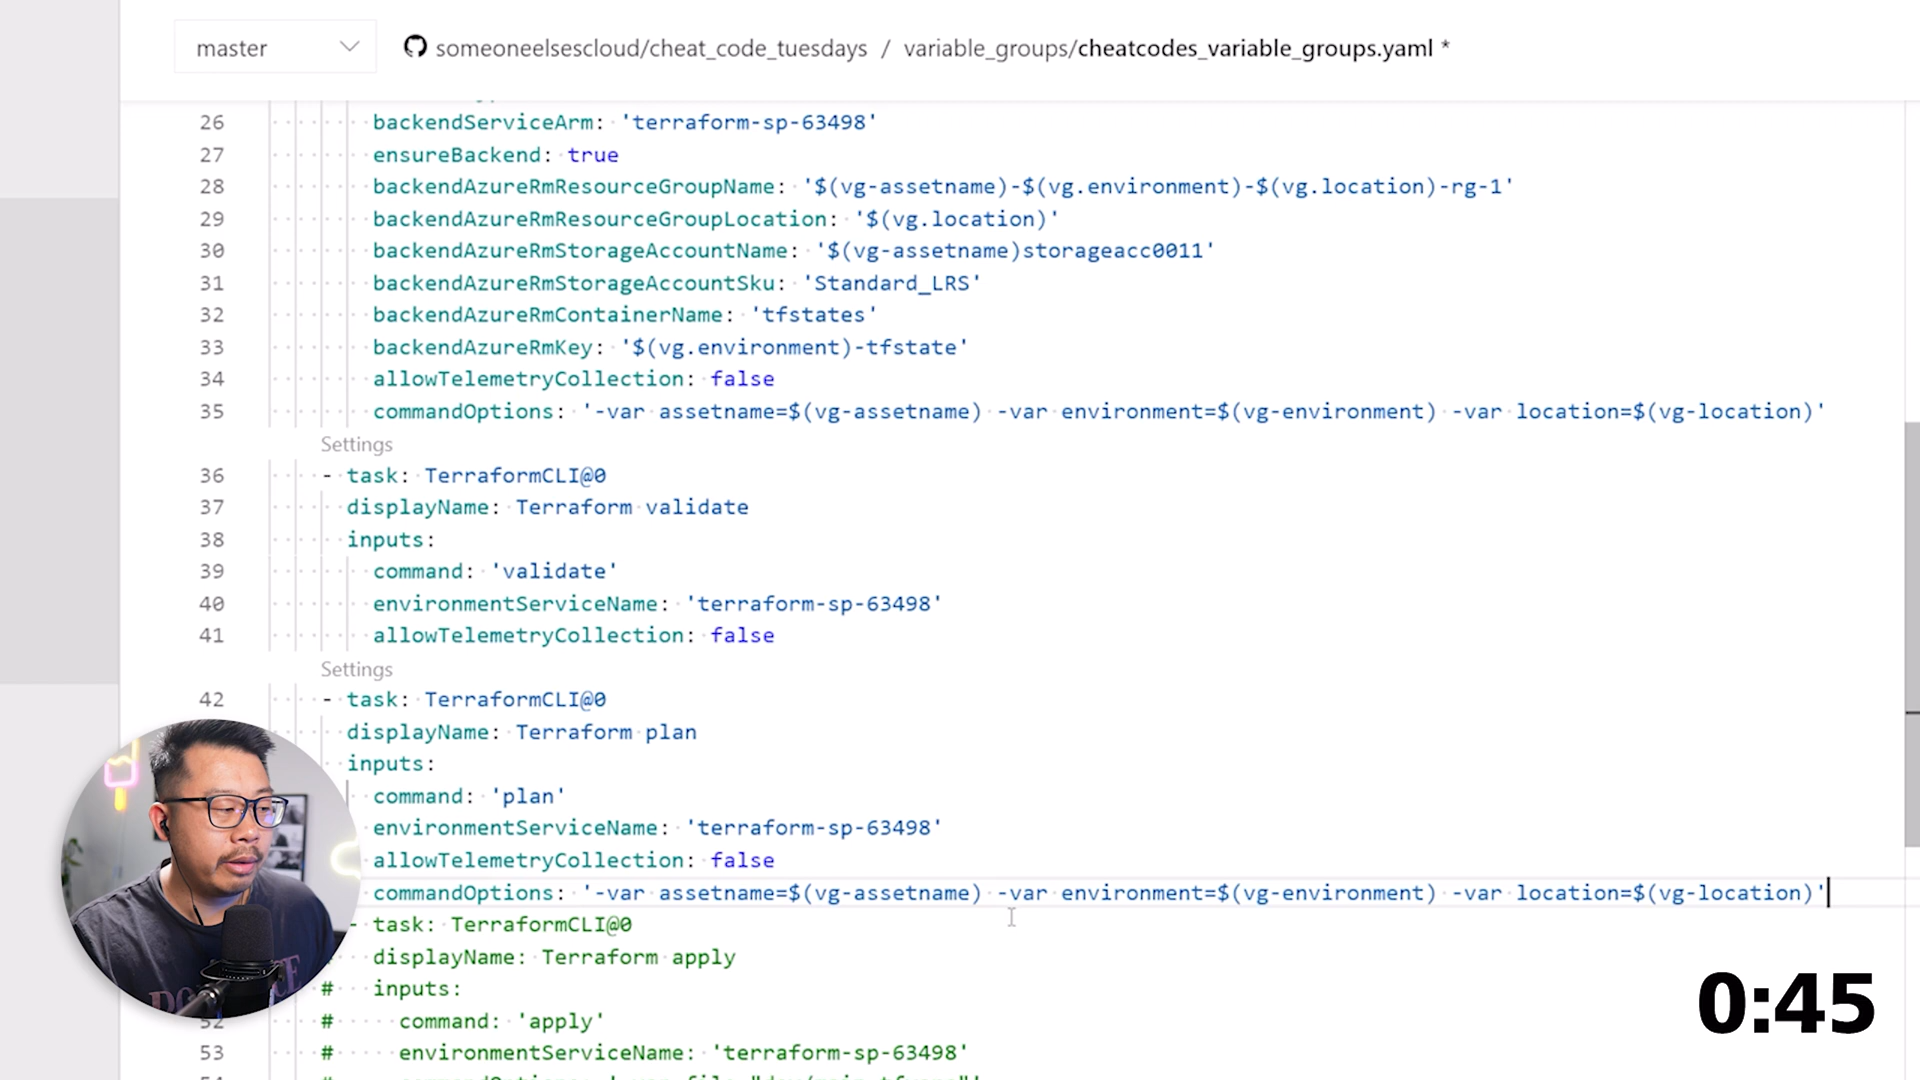 master
someoneelsescloud/cheat_code_tuesdays / variable_groups/cheatcodes_variable_groups.yaml *
26 backendServiceArm: 'terraform-sp-63498'
27 ensureBackend: true
28 backendAzureRmResourceGroupName: '$(vg-assetname)-$(vg.environment)-$(vg.location)-rg-1'
29 backendAzureRmResourceGroupLocation: '$(vg.location)'
30 backendAzureRmStorageAccountName: '$(vg-assetname)storageacc0011'
31 backendAzureRmStorageAccountSku: 'Standard_LRS'
32 backendAzureRmContainerName: 'tfstates'
33 backendAzureRmKey: '$(vg.environment)-tfstate'
34 allowTelemetryCollection: false
35 commandOptions: '-var assetname=$(vg-assetname) -var environment=$(vg-environment) -var location=$(vg-location)'
Settings
36 - task: TerraformCLI@0
37 displayName: Terraform validate
38 inputs:
39 command: 'validate'
40 environmentServiceName: 'terraform-sp-63498'
41 allowTelemetryCollection: false
Settings
42 - task: TerraformCLI@0
displayName: Terraform plan
inputs:
command: 'plan'
environmentServiceName: 'terraform-sp-63498'
allowTelemetryCollection: false
commandOptions: '-var assetname=$(vg-assetname) -var environment=$(vg-environment) -var location=$(vg-location)'
- task: TerraformCLI@0
displayName: Terraform apply
# inputs:
52 # command: 'apply'
53 # environmentServiceName: 'terraform-sp-63498'
0:45